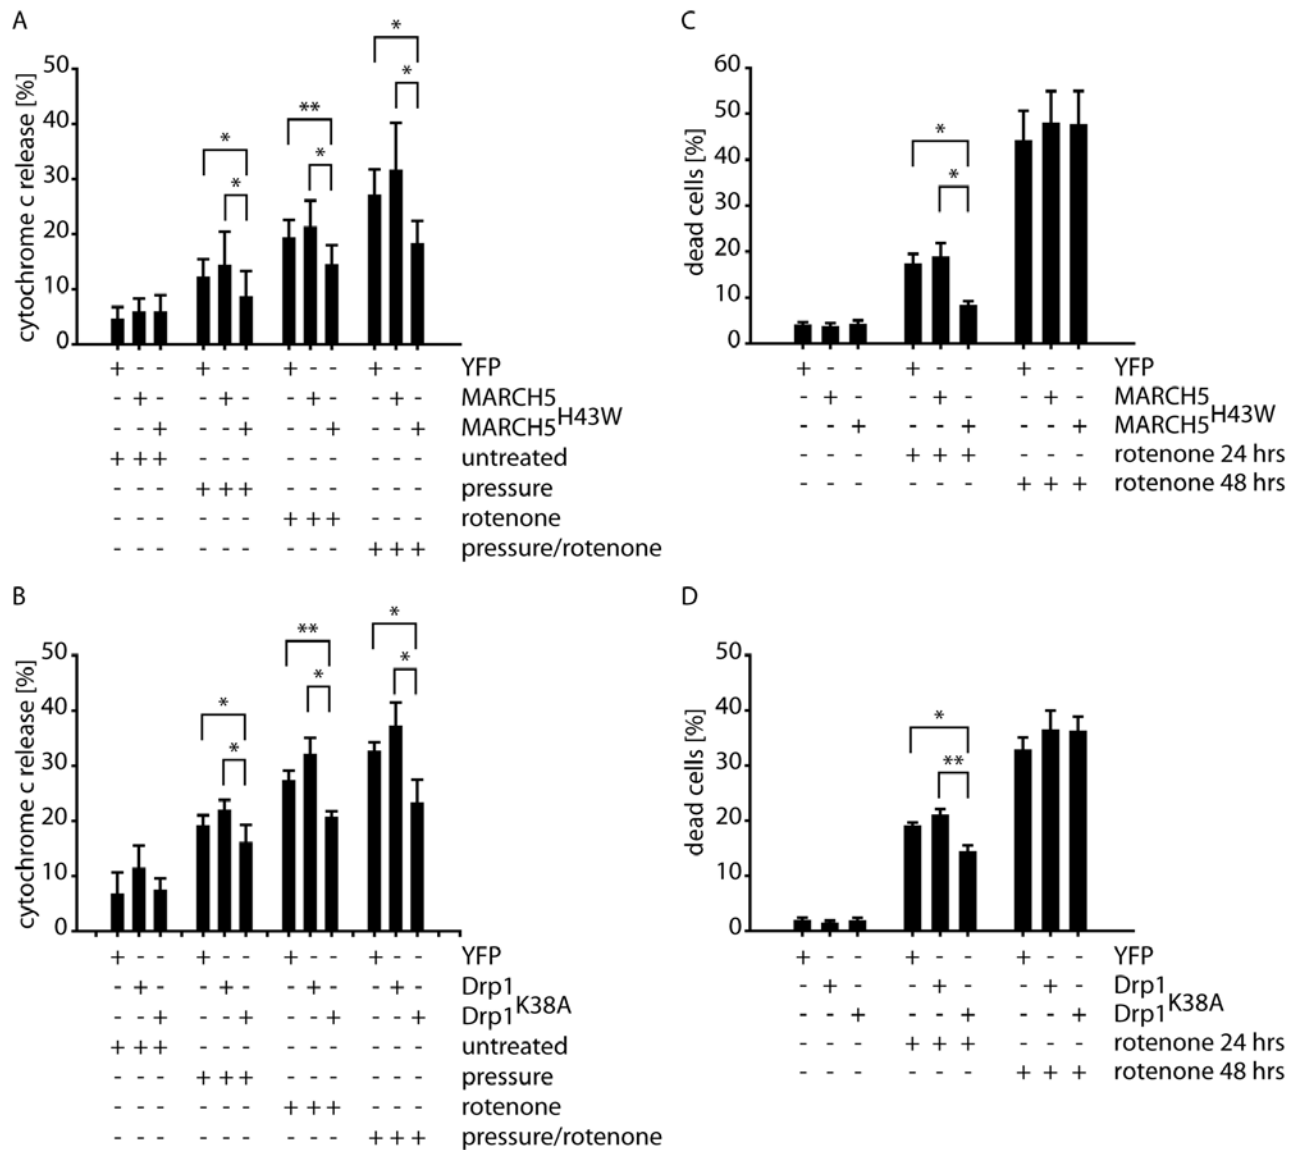 A
cytochrome c release [%]
50
40
30
20
10
0
*
*
**
*
*
*
+ - - + - - + - - + - - YFP
- + - - + - - + - - + - MARCH5
- - + - - + - - + - - + MARCH5H43W
+ + + - - - - - - - - - untreated
- - - + + + - - - - - - pressure
- - - - - - + + + - - - rotenone
- - - - - - - - - + + + pressure/rotenone
C
dead cells [%]
60
50
40
30
20
10
0
*
*
+ - - + - - + - - YFP
- + - - + - - + - MARCH5
- - + - - + - - + MARCH5H43W
- - - + + + - - - rotenone 24 hrs
- - - - - - + + + rotenone 48 hrs
B
cytochrome c release [%]
50
40
30
20
10
0
*
*
**
*
*
*
+ - - + - - + - - + - - YFP
- + - - + - - + - - + - Drp1
- - + - - + - - + - - + Drp1K38A
+ + + - - - - - - - - - untreated
- - - + + + - - - - - - pressure
- - - - - - + + + - - - rotenone
- - - - - - - - - + + + pressure/rotenone
D
dead cells [%]
50
40
30
20
10
0
*
**
+ - - + - - + - - YFP
- + - - + - - + - Drp1
- - + - - + - - + Drp1K38A
- - - + + + - - - rotenone 24 hrs
- - - - - - + + + rotenone 48 hrs